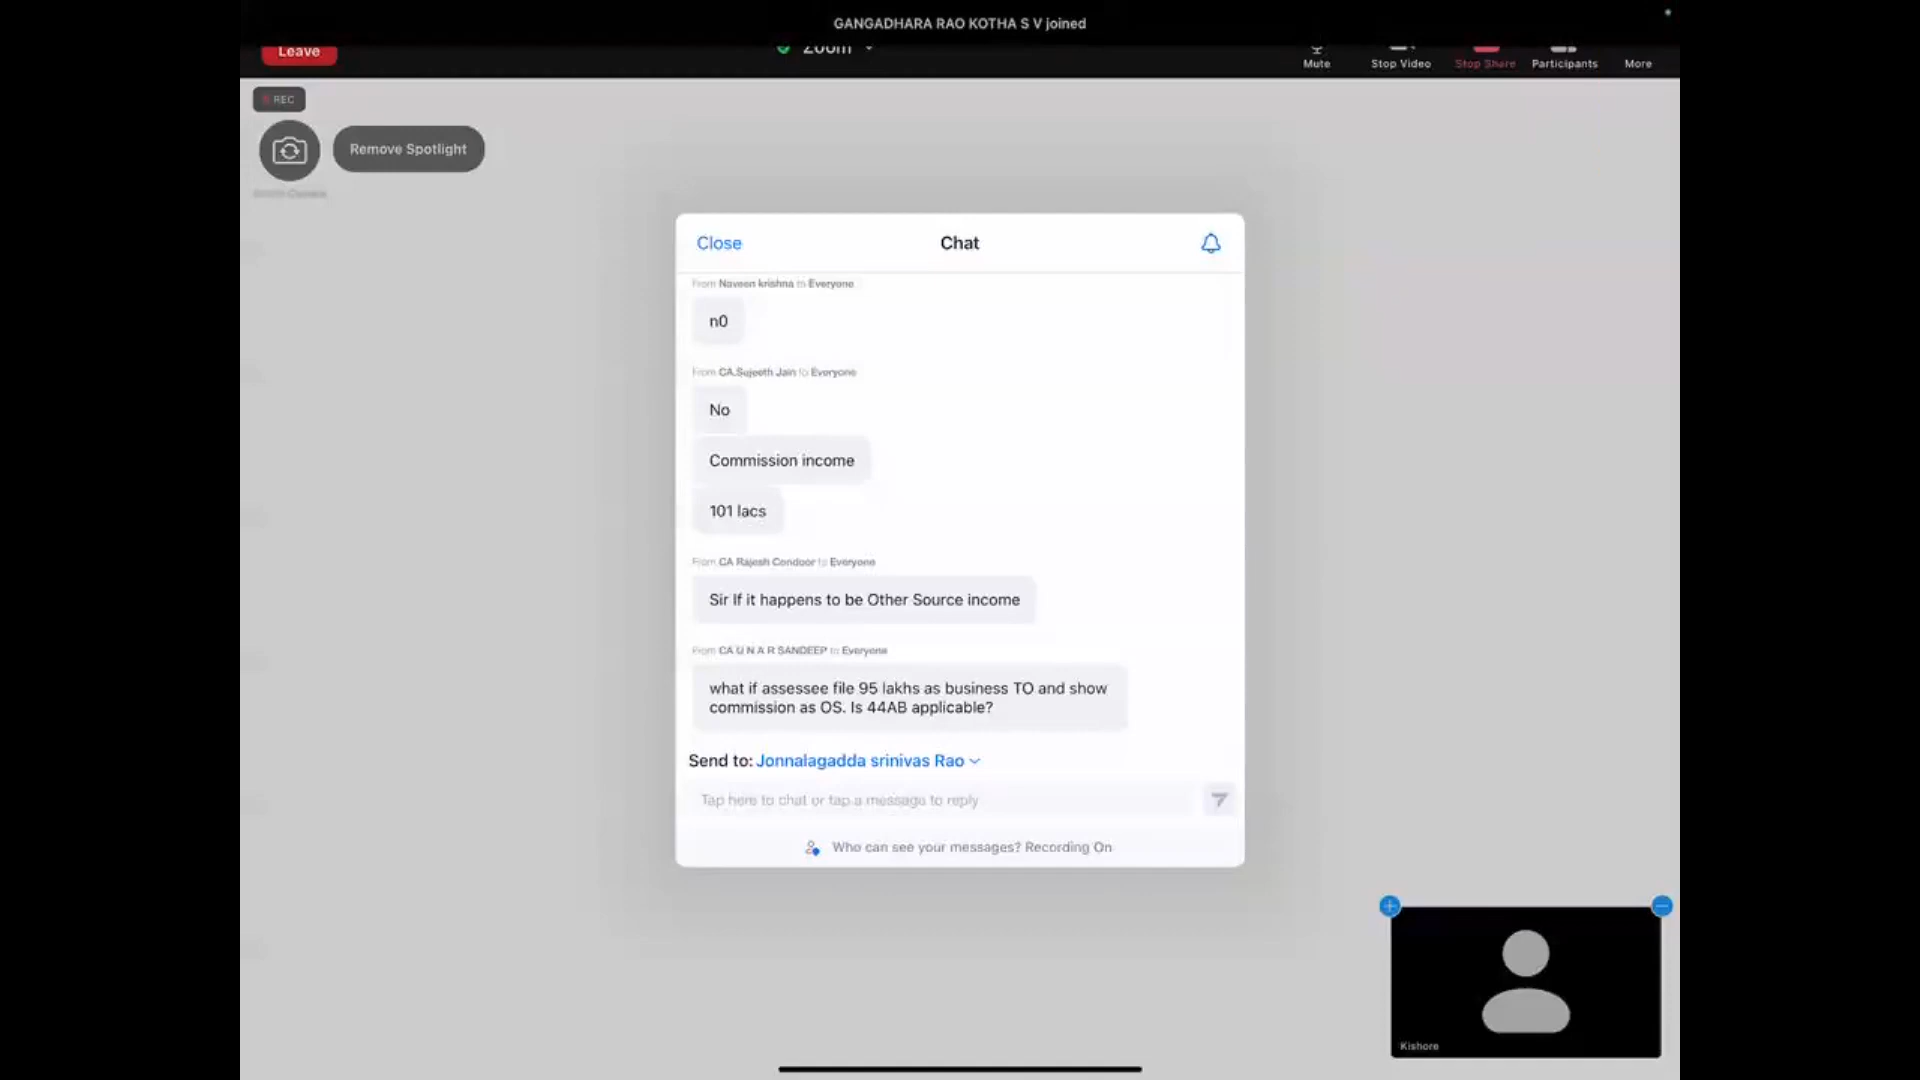 GANGADHARA RAO KOTHA S V joined
Leave
Zoom
Mute
Stop Video
Stop Share
Participants
More
REC
Remove Spotlight
Switch Camera
Close
Chat
From Naveen krishna to Everyone
n0
From CA.Sujeeth Jain to Everyone
No
Commission income
101 lacs
From CA Rajesh Condoor to Everyone
Sir If it happens to be Other Source income
From CA U N A R SANDEEP to Everyone
what if assessee file 95 lakhs as business TO and show
commission as OS. Is 44AB applicable?
Send to: Jonnalagadda srinivas Rao
Tap here to chat or tap a message to reply
Who can see your messages? Recording On
Kishore